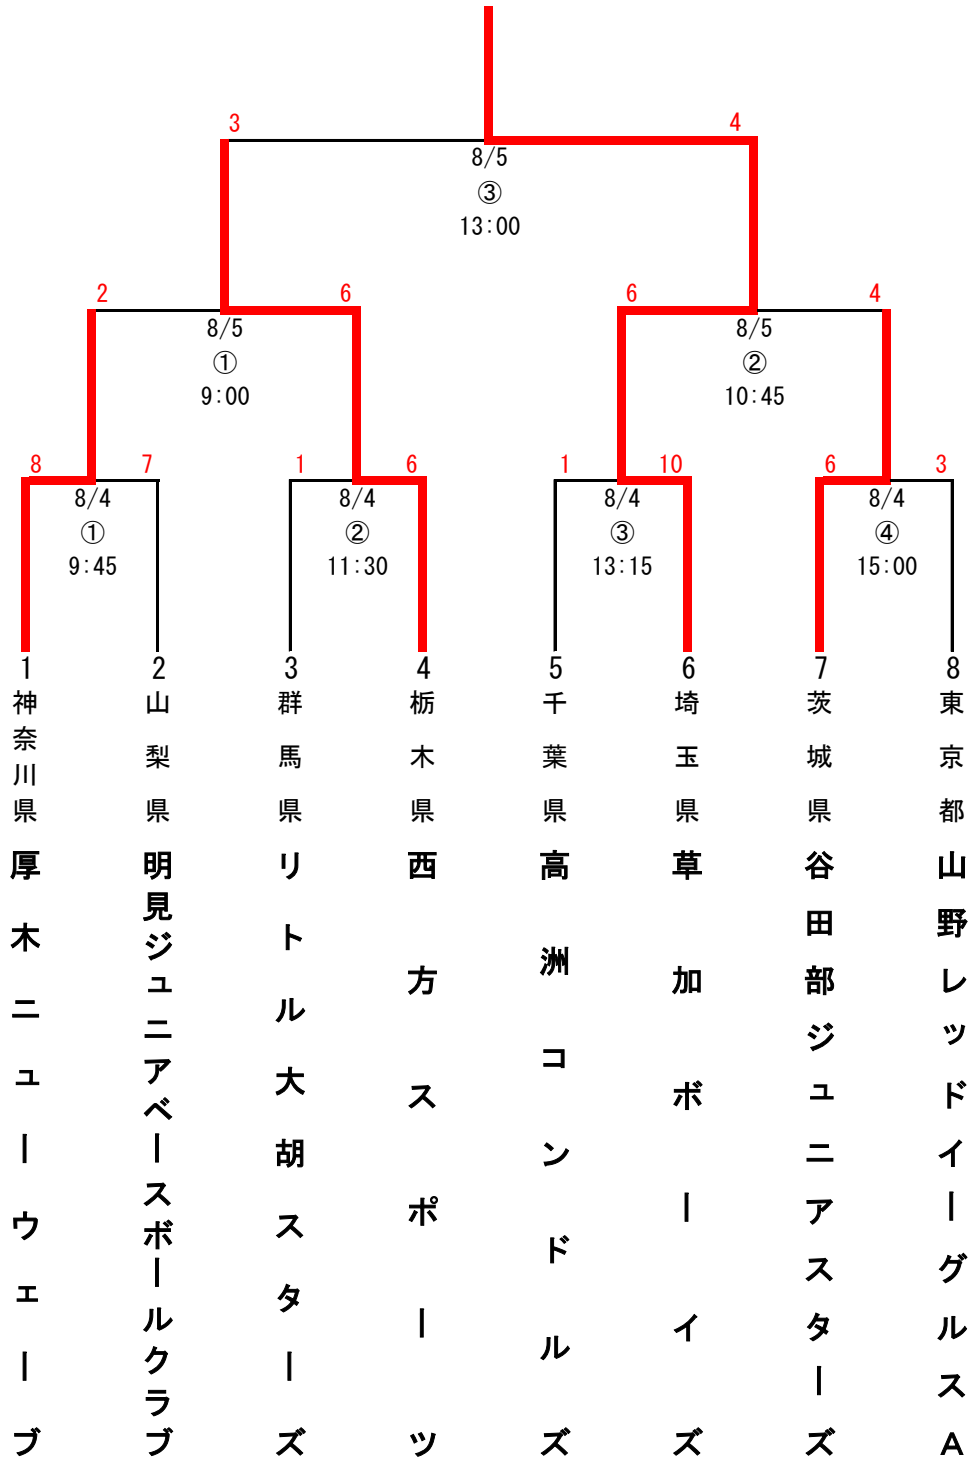 3 4
8/5
③
13:00
2 6 6 4
8/5 8/5
① ②
9:00 10:45
8 7 1 6 1 10 6 3
8/4 8/4 8/4 8/4
① ② ③ ④
9:45 11:30 13:15 15:00
1 2 3 4 5 6 7 8
神奈川県
厚木ニューウェーブ
山梨県
明見ジュニアベースボールクラブ
群馬県
リトル大胡スターズ
栃木県
西方スポーツ
千葉県
高洲コンドルズ
埼玉県
草加ボーイズ
茨城県
谷田部ジュニアスターズ
東京都
山野レッドイーグルスA